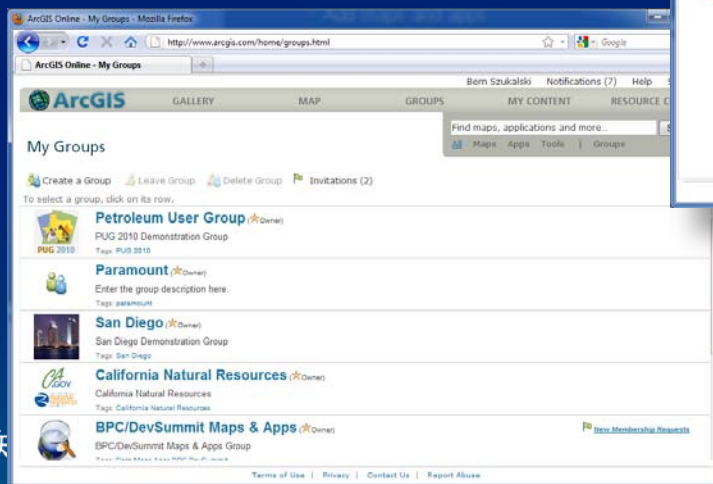 ArcGIS Online - My Groups - Mozilla Firefox
http://www.arcgis.com/home/groups.html
Google
ArcGIS Online - My Groups
Bern Szukalski Notifications (7) Help
ArcGIS GALLERY MAP GROUPS MY CONTENT RESOURCE
Find maps, applications and more...
All Maps Apps Tools | Groups
My Groups
Create a Group Leave Group Delete Group Invitations (2)
To select a group, click on its row.
Petroleum User Group (Owner)
PUG 2010 Demonstration Group
PUG 2010
Tags: PUG 2010
Paramount (Owner)
Enter the group description here.
Tags: paramount
San Diego (Owner)
San Diego Demonstration Group
Tags: San Diego
California Natural Resources (Owner)
CA.GOV
California Natural Resources
Tags: California Natural Resources
BPC/DevSummit Maps & Apps (Owner)
New Membership Requests
BPC/DevSummit Maps & Apps Group
Terms of Use | Privacy | Contact Us | Report Abuse